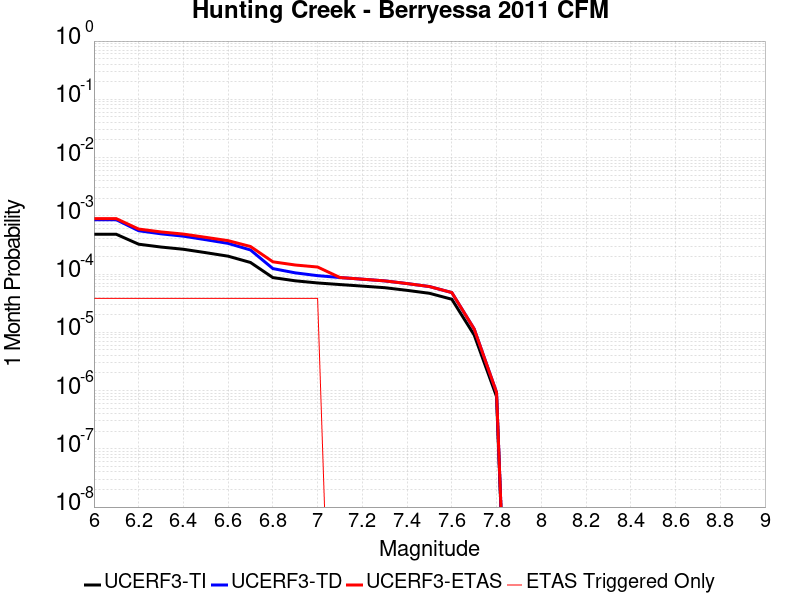 Hunting Creek - Berryessa 2011 CFM
10^0
10^-1
10^-2
10^-3
10^-4
10^-5
10^-6
10^-7
10^-8
1 Month Probability
6 6.2 6.4 6.6 6.8 7 7.2 7.4 7.6 7.8 8 8.2 8.4 8.6 8.8 9
Magnitude
UCERF3-TI UCERF3-TD UCERF3-ETAS ETAS Triggered Only